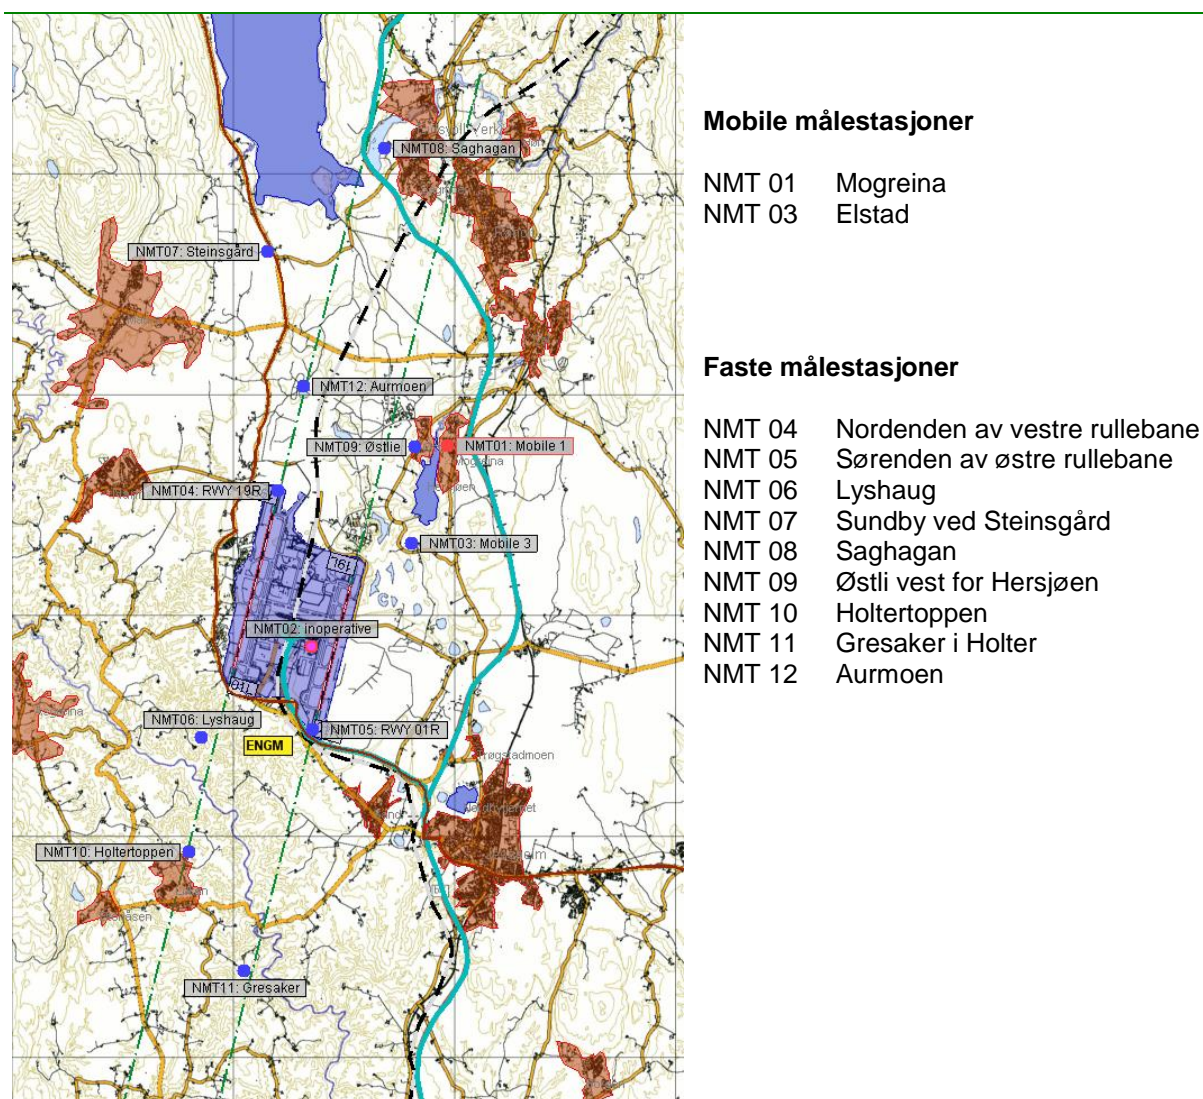 NMT08: Saghagan
NMT07: Steinsgård
NMT12: Aurmoen
NMT09: Østlie
NMT01: Mobile 1
Mogreina
NMT04: RWY 19R
NMT03: Mobile 3
19L
NMT02: inoperative
NMT06: Lyshaug
NMT05: RWY 01R
ENGM
NMT10: Holtertoppen
NMT11: Gresaker
Mobile målestasjoner
NMT 01 Mogreina
NMT 03 Elstad
Faste målestasjoner
NMT 04 Nordenden av vestre rullebane
NMT 05 Sørenden av østre rullebane
NMT 06 Lyshaug
NMT 07 Sundby ved Steinsgård
NMT 08 Saghagan
NMT 09 Østli vest for Hersjøen
NMT 10 Holtertoppen
NMT 11 Gresaker i Holter
NMT 12 Aurmoen